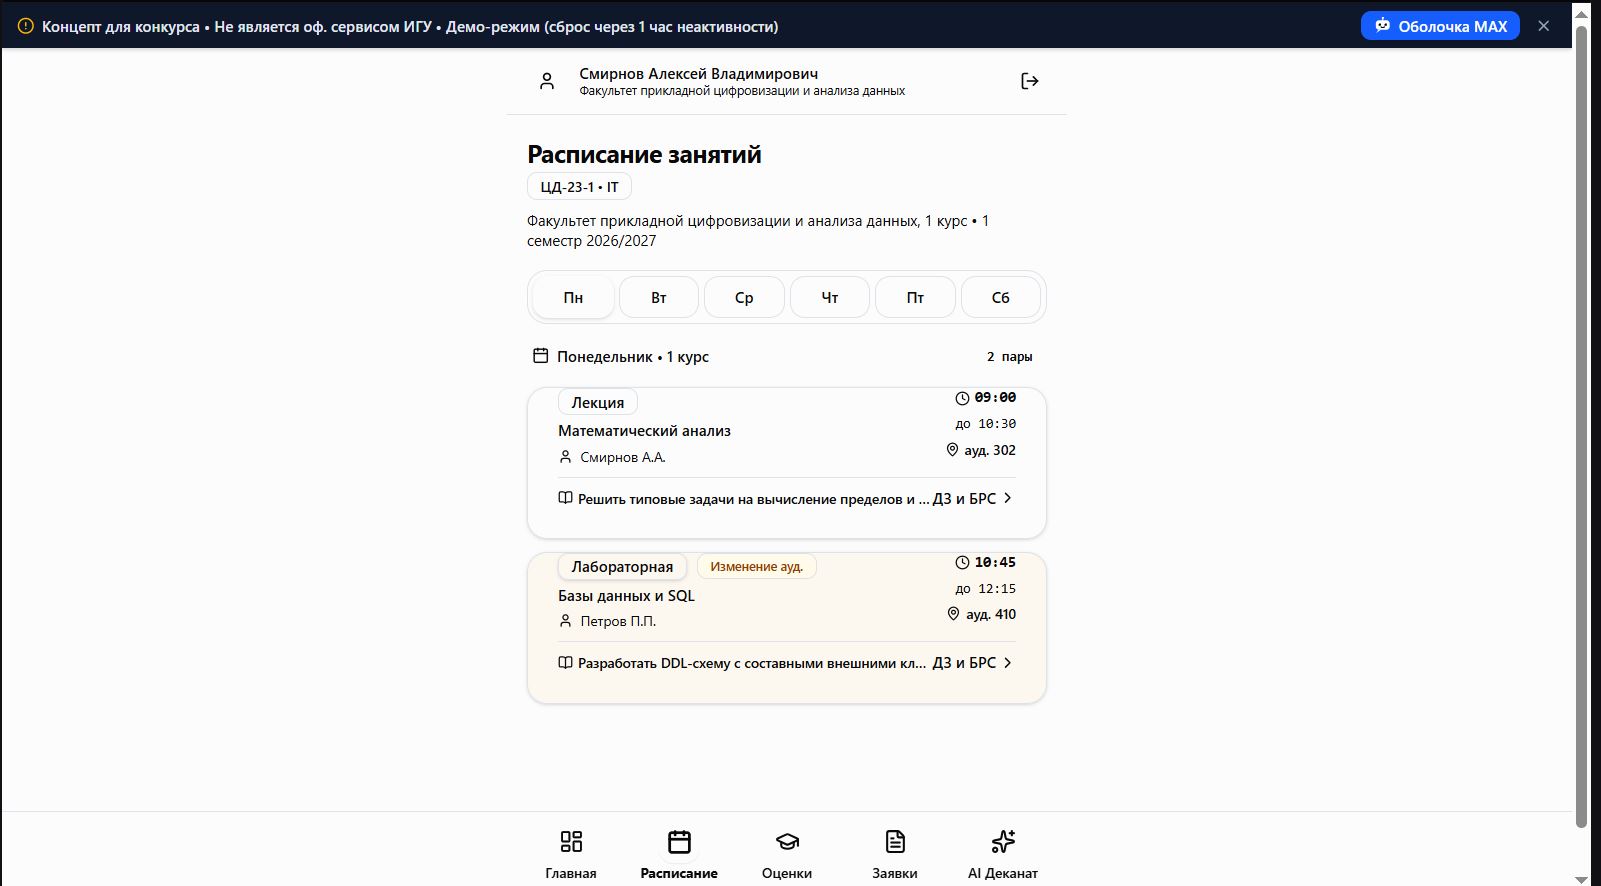 Концепт для конкурса • Не является оф. сервисом ИГУ • Демо-режим (сброс через 1 час неактивности)
Оболочка MAX
Смирнов Алексей Владимирович
Факультет прикладной цифровизации и анализа данных
Расписание занятий
ЦД-23-1 • IT
Факультет прикладной цифровизации и анализа данных, 1 курс • 1
семестр 2026/2027
Пн Вт Ср Чт Пт Сб
Понедельник • 1 курс 2 пары
Лекция 09:00
до 10:30
Математический анализ
ауд. 302
Смирнов А.А.
Решить типовые задачи на вычисление пределов и ... ДЗ и БРС
Лабораторная Изменение ауд. 10:45
до 12:15
Базы данных и SQL
ауд. 410
Петров П.П.
Разработать DDL-схему с составными внешними кл... ДЗ и БРС
Главная Расписание Оценки Заявки AI Деканат